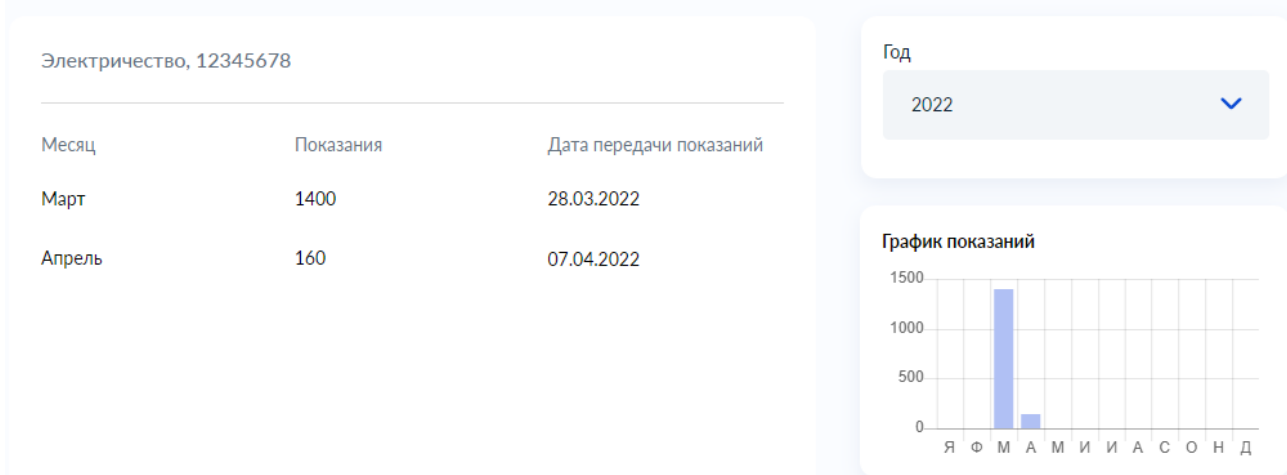 Электричество, 12345678
Месяц Показания Дата передачи показаний
Март 1400 28.03.2022
Апрель 160 07.04.2022
Год
2022
График показаний
1500
1000
500
0
Я Ф М А М И И А С О Н Д